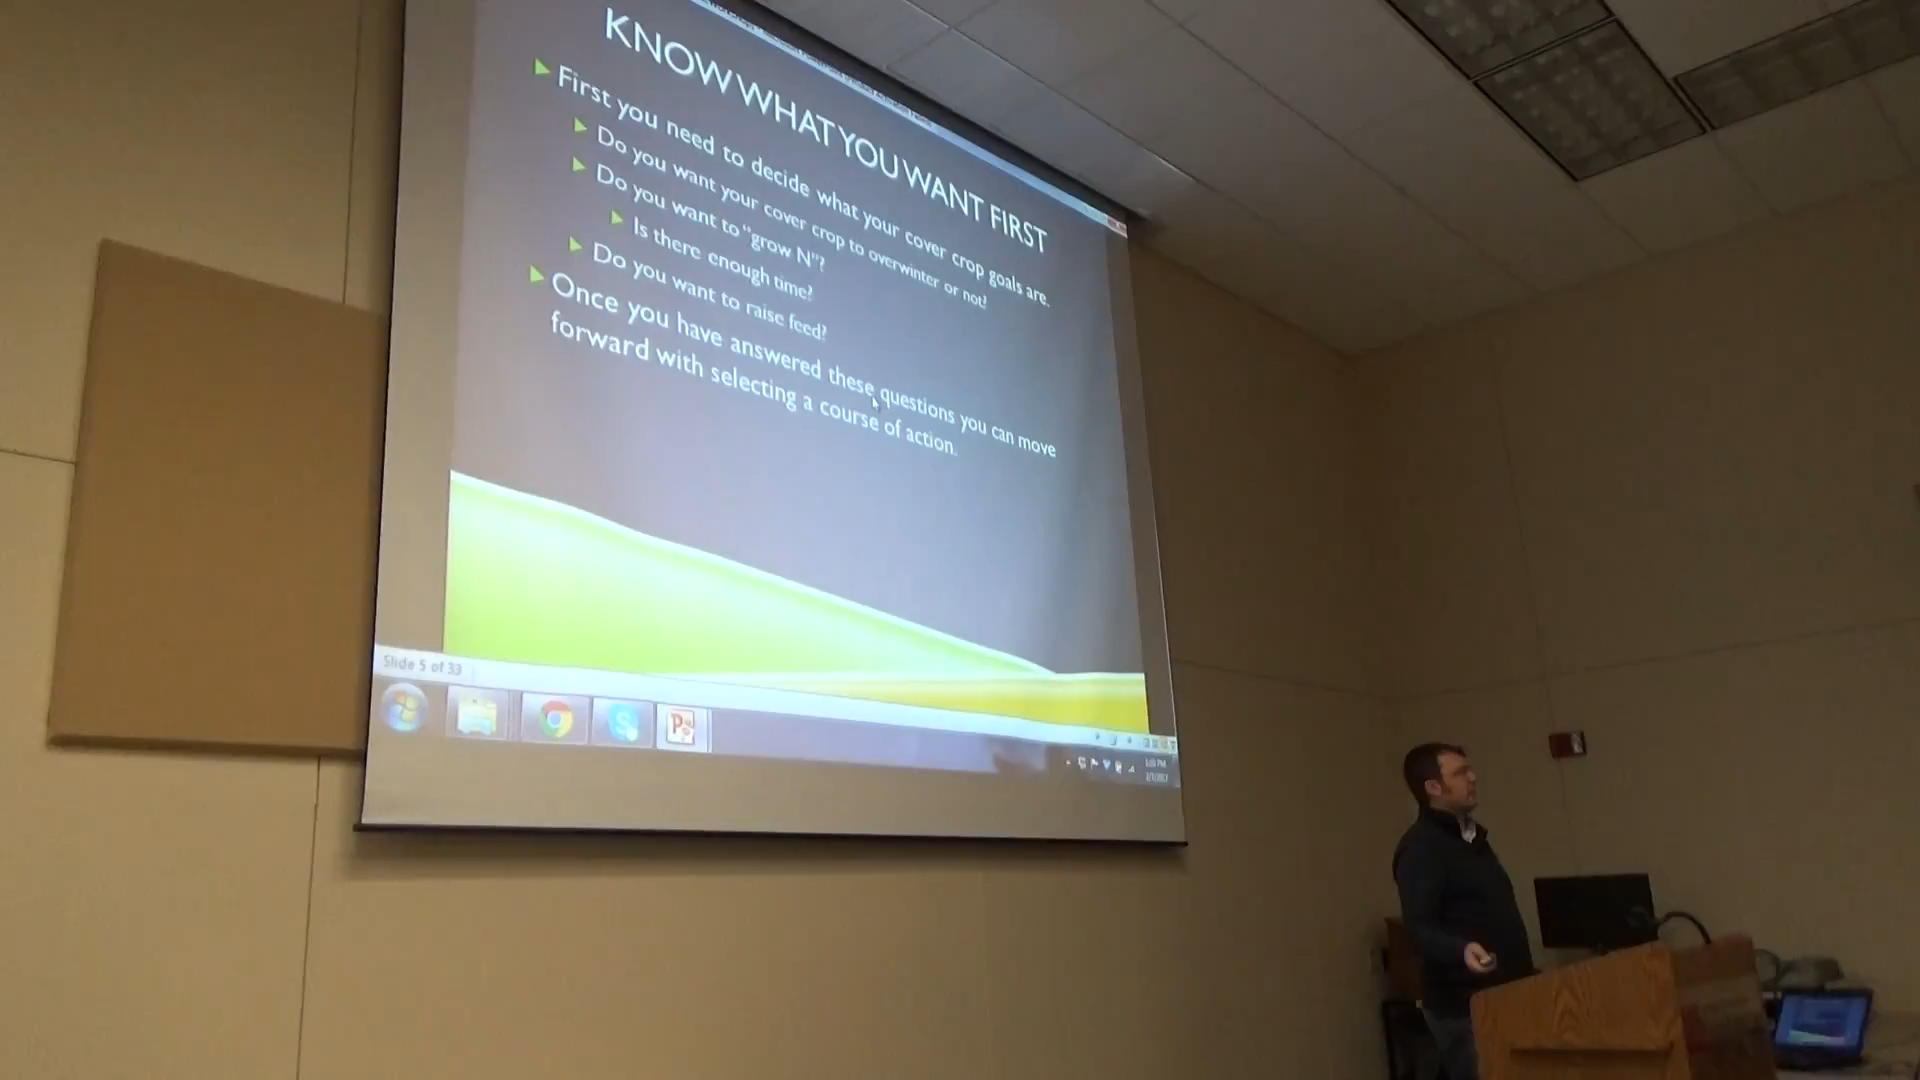 KNOW WHAT YOU WANT FIRST
First you need to decide what your cover crop goals are.
Do you want your cover crop to overwinter or not?
Do you want to "grow N"?
Is there enough time?
Do you want to raise feed?
Once you have answered these questions you can move
forward with selecting a course of action.
Slide 5 of 33